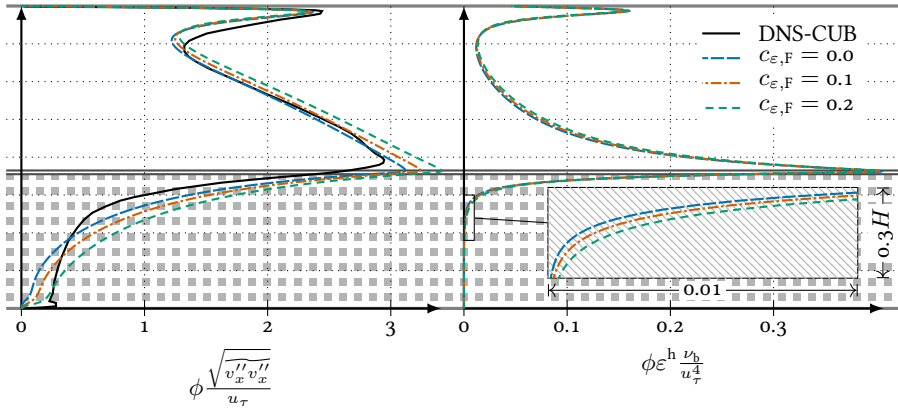 DNS-CUB
c_{ε,F} = 0.0
c_{ε,F} = 0.1
c_{ε,F} = 0.2
0.3H
0.01
0 1 2 3 0 0.1 0.2 0.3
ϕ √(v''_x v''_x) / u_τ
ϕε^h ν_b / u_τ^4